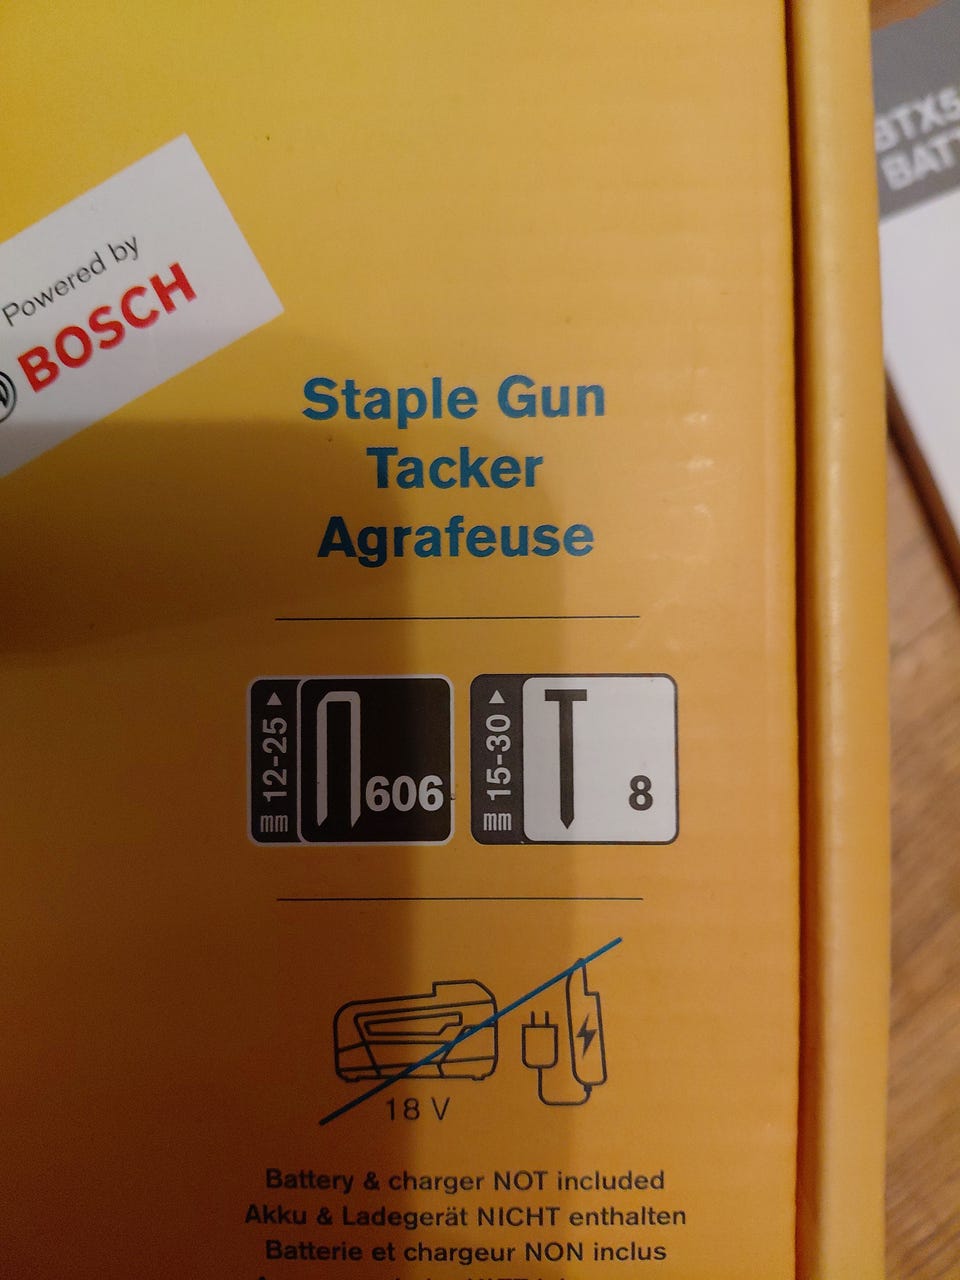 Powered by
BOSCH
Staple Gun
Tacker
Agrafeuse
mm 12-25
606
mm 15-30
8
18 V
Battery & charger NOT included
Akku & Ladegerät NICHT enthalten
Batterie et chargeur NON inclus